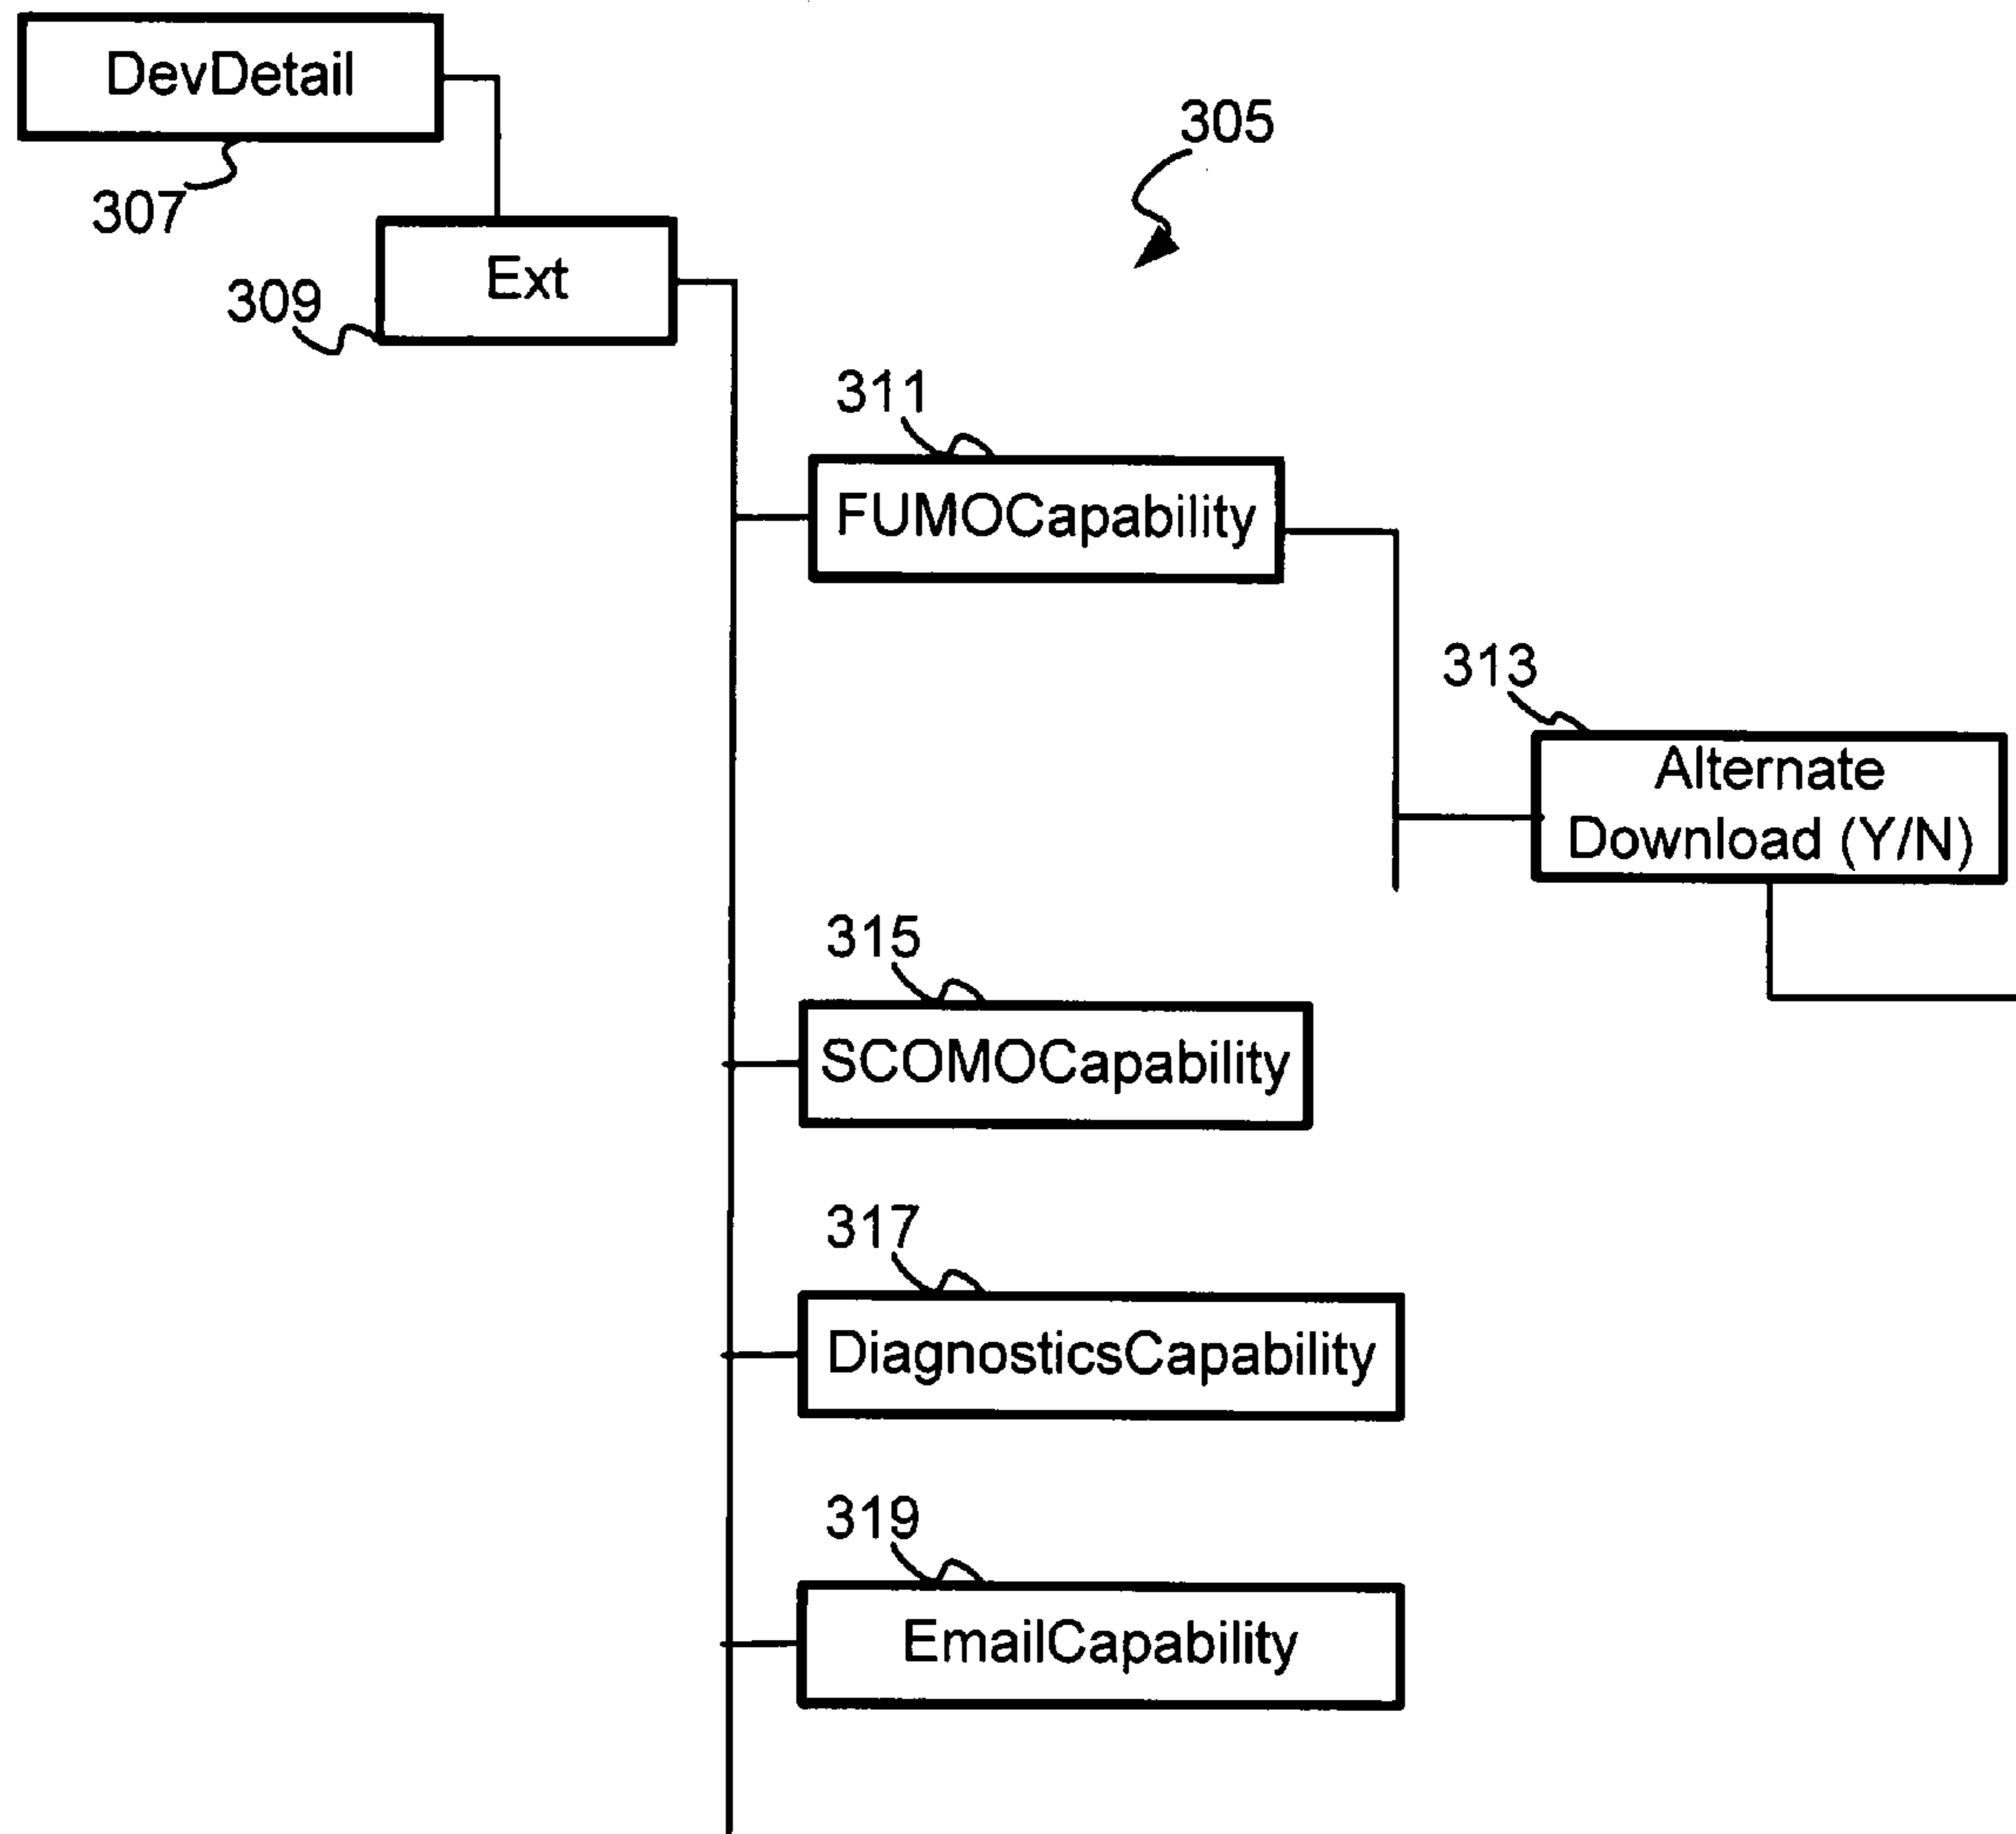 DevDetail
305
307
Ext
309
311
FUMOCapability
313
Alternate
Download (Y/N)
315
SCOMOCapability
317
DiagnosticsCapability
319
EmailCapability